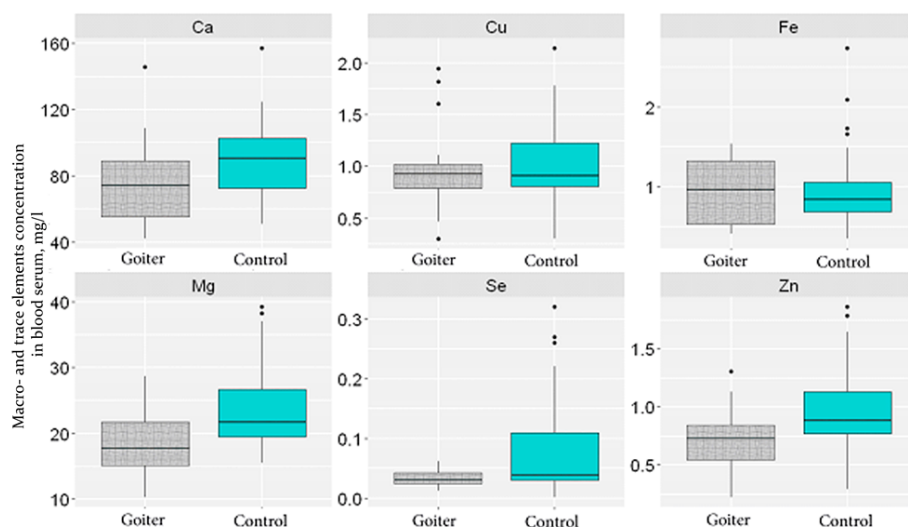 Macro- and trace elements concentration
in blood serum, mg/l
Ca
160
120
80
40
Goiter
Control
Cu
2.0
1.5
1.0
0.5
Goiter
Control
Fe
2
1
Goiter
Control
Mg
40
30
20
10
Goiter
Control
Se
0.3
0.2
0.1
0.0
Goiter
Control
Zn
1.5
1.0
0.5
Goiter
Control